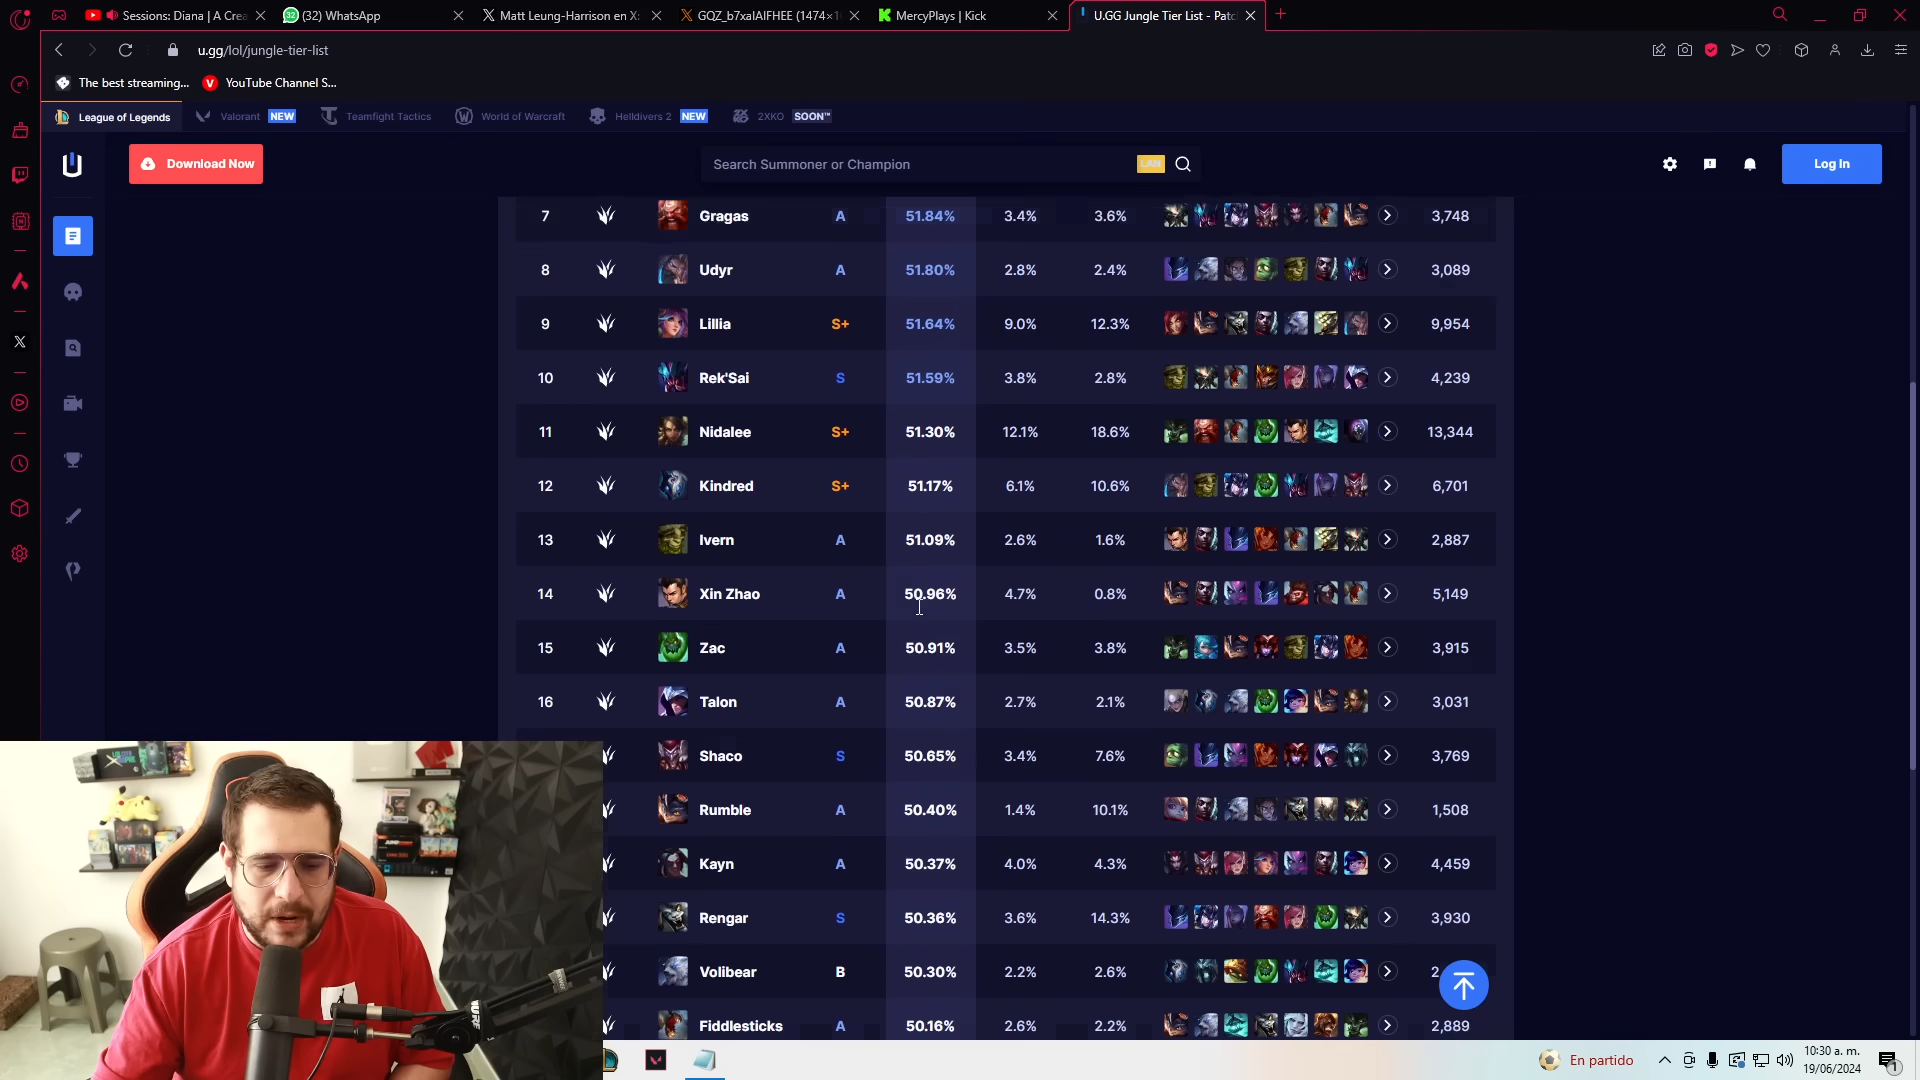 Sessions: Diana | A Crea
(32) WhatsApp
Matt Leung-Harrison en X:
GQZ_b7xaIAIFHEE (1474×1
MercyPlays | Kick
U.GG Jungle Tier List - Patc
u.gg/lol/jungle-tier-list
The best streaming...
YouTube Channel S...
League of Legends
Valorant NEW
Teamfight Tactics
World of Warcraft
Helldivers 2 NEW
2XKO SOON™
Download Now
Search Summoner or Champion
LAN
Log In
7 Gragas A 51.84% 3.4% 3.6% 3,748
8 Udyr A 51.80% 2.8% 2.4% 3,089
9 Lillia S+ 51.64% 9.0% 12.3% 9,954
10 Rek'Sai S 51.59% 3.8% 2.8% 4,239
11 Nidalee S+ 51.30% 12.1% 18.6% 13,344
12 Kindred S+ 51.17% 6.1% 10.6% 6,701
13 Ivern A 51.09% 2.6% 1.6% 2,887
14 Xin Zhao A 50.96% 4.7% 0.8% 5,149
15 Zac A 50.91% 3.5% 3.8% 3,915
16 Talon A 50.87% 2.7% 2.1% 3,031
Shaco S 50.65% 3.4% 7.6% 3,769
Rumble A 50.40% 1.4% 10.1% 1,508
Kayn A 50.37% 4.0% 4.3% 4,459
Rengar S 50.36% 3.6% 14.3% 3,930
Volibear B 50.30% 2.2% 2.6% 2
Fiddlesticks A 50.16% 2.6% 2.2% 2,889
En partido
10:30 a. m.
19/06/2024
1